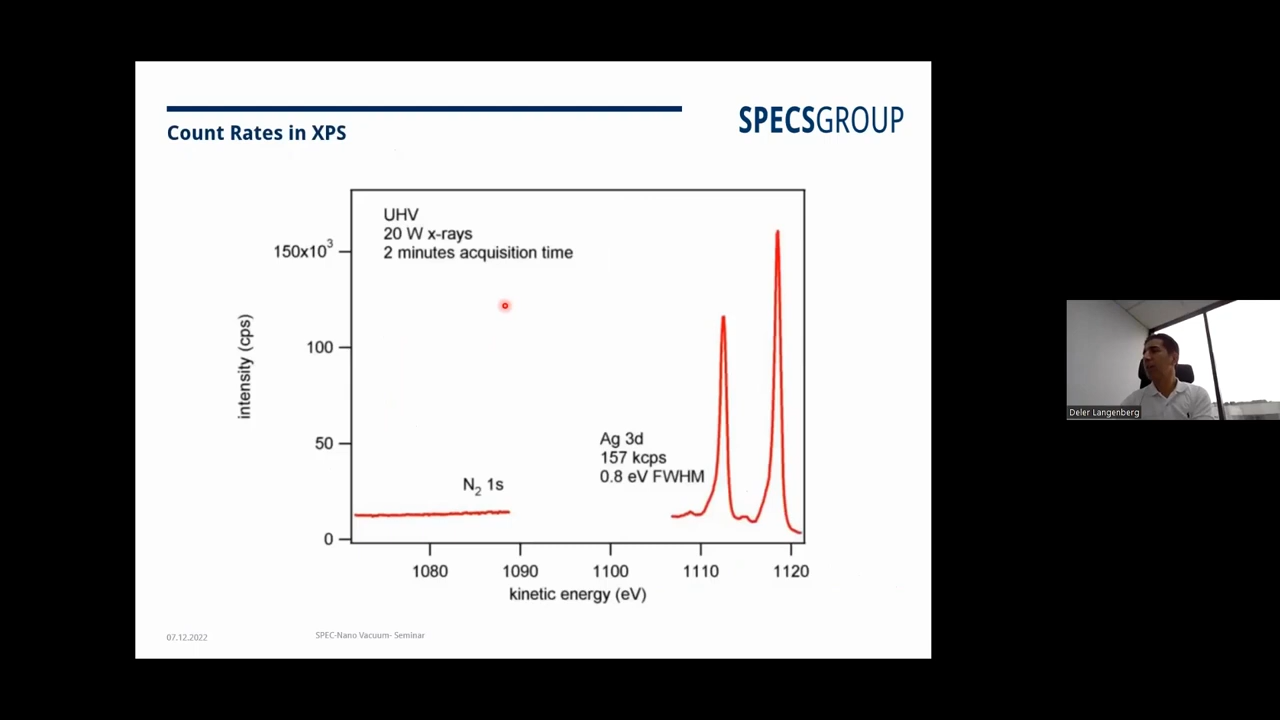 Count Rates in XPS
SPECSGROUP
UHV
20 W x-rays
2 minutes acquisition time
150x10³
100
50
0
intensity (cps)
N₂ 1s
Ag 3d
157 kcps
0.8 eV FWHM
1080
1090
1100
1110
1120
kinetic energy (eV)
07.12.2022
SPEC-Nano Vacuum- Seminar
Deler Langenberg